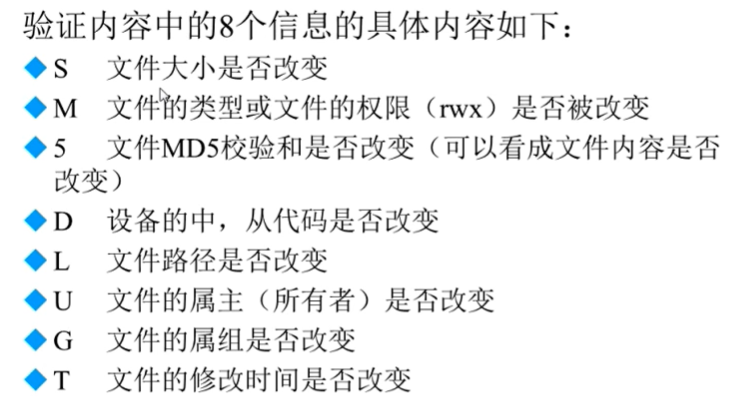 验证内容中的8个信息的具体内容如下：
S 文件大小是否改变
M 文件的类型或文件的权限（rwx）是否被改变
5 文件MD5校验和是否改变（可以看成文件内容是否
改变）
D 设备的中，从代码是否改变
L 文件路径是否改变
U 文件的属主（所有者）是否改变
G 文件的属组是否改变
T 文件的修改时间是否改变